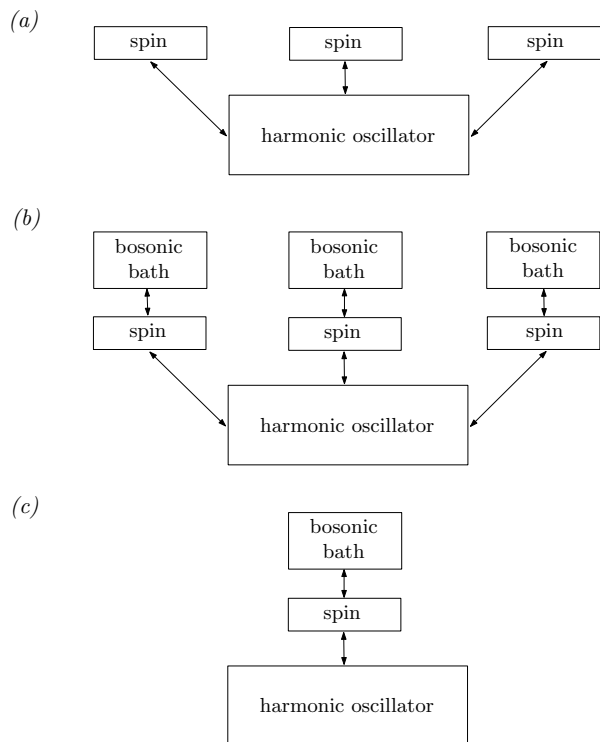 (a)
spin spin spin
harmonic oscillator
(b)
bosonic bosonic bosonic
bath bath bath
spin spin spin
harmonic oscillator
(c)
bosonic
bath
spin
harmonic oscillator